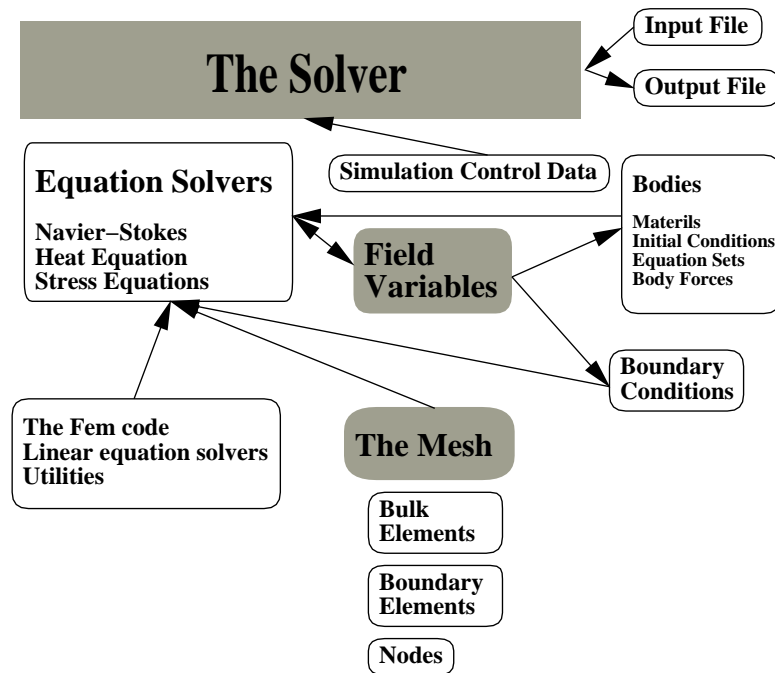 The Solver
Input File
Output File
Simulation Control Data
Equation Solvers
Navier−Stokes
Heat Equation
Stress Equations
Field
Variables
Bodies
Materils
Initial Conditions
Equation Sets
Body Forces
Boundary
Conditions
The Fem code
Linear equation solvers
Utilities
The Mesh
Bulk
Elements
Boundary
Elements
Nodes